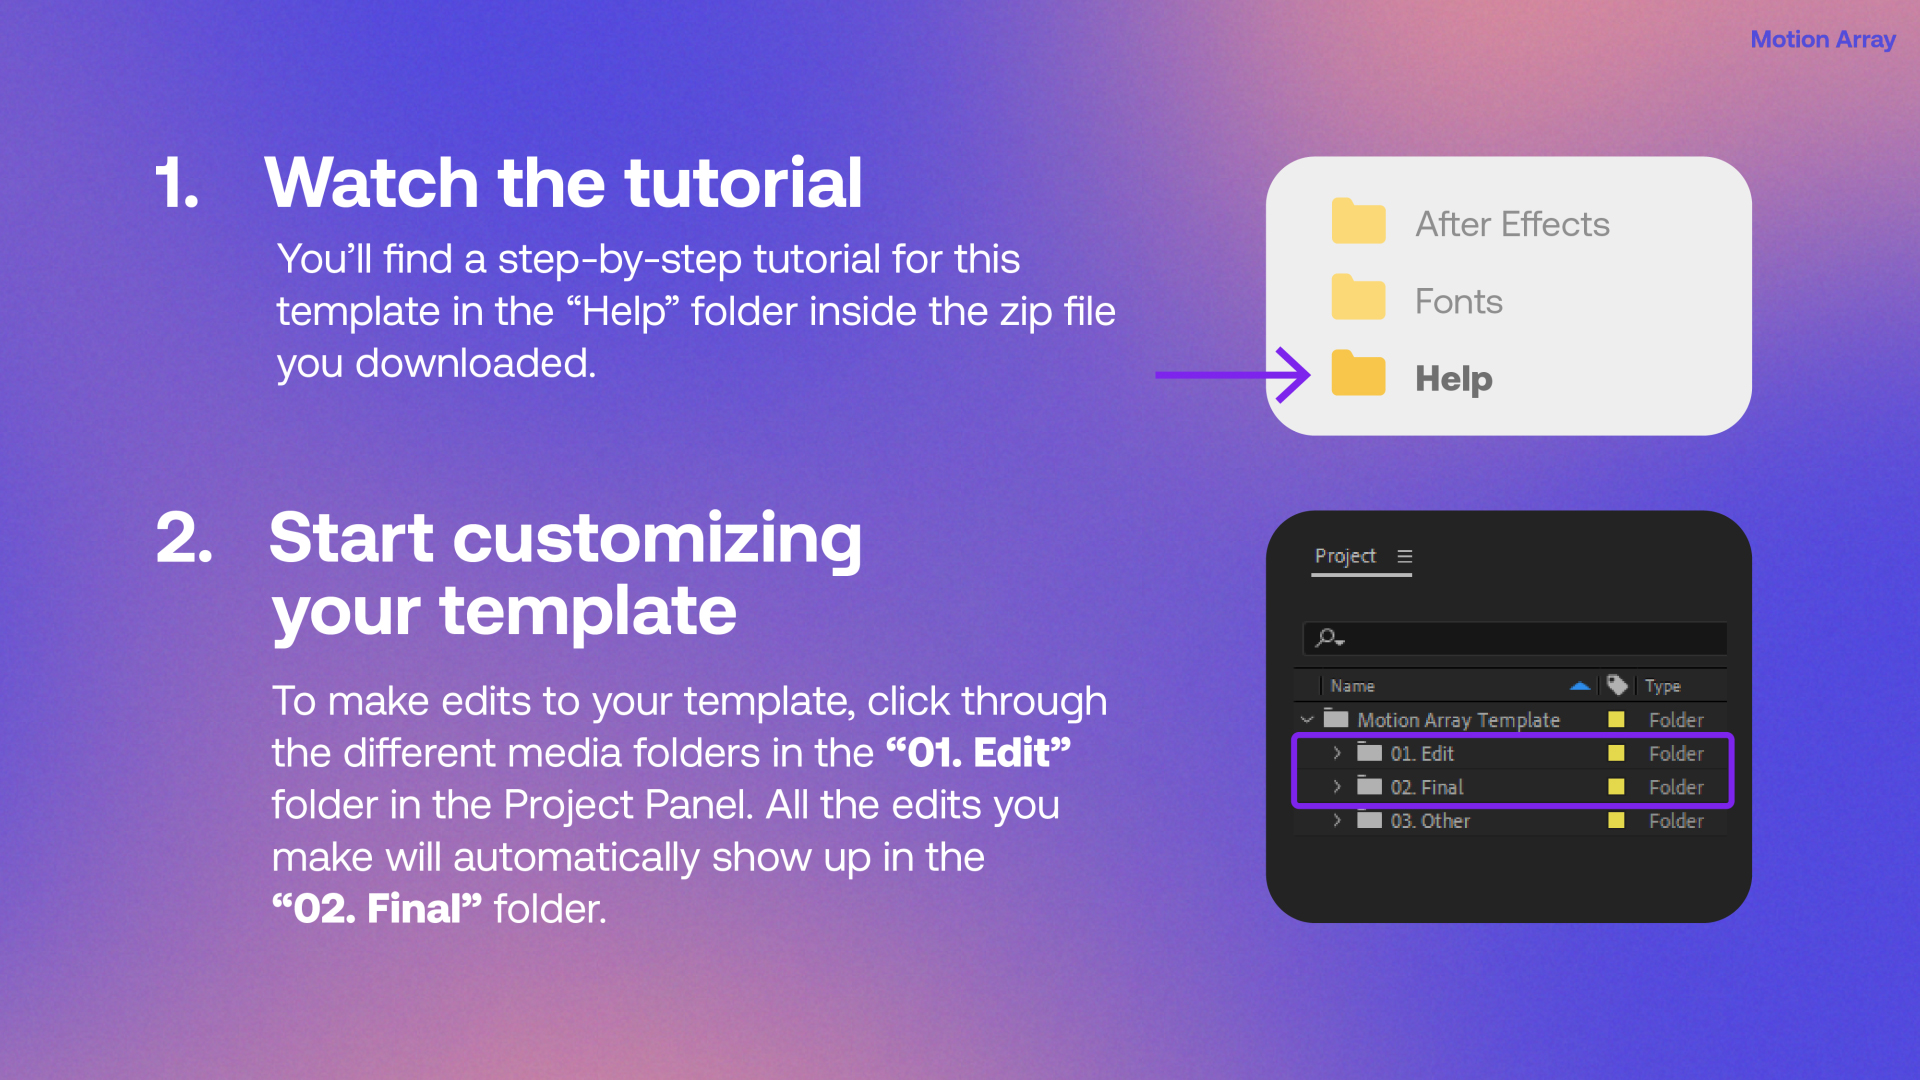 Motion Array
1. Watch the tutorial
You’ll find a step-by-step tutorial for this
template in the “Help” folder inside the zip file
you downloaded.
After Effects
Fonts
Help
2. Start customizing
your template
To make edits to your template, click through
the different media folders in the “01. Edit”
folder in the Project Panel. All the edits you
make will automatically show up in the
“02. Final” folder.
Project
Name Type
Motion Array Template Folder
01. Edit Folder
02. Final Folder
03. Other Folder